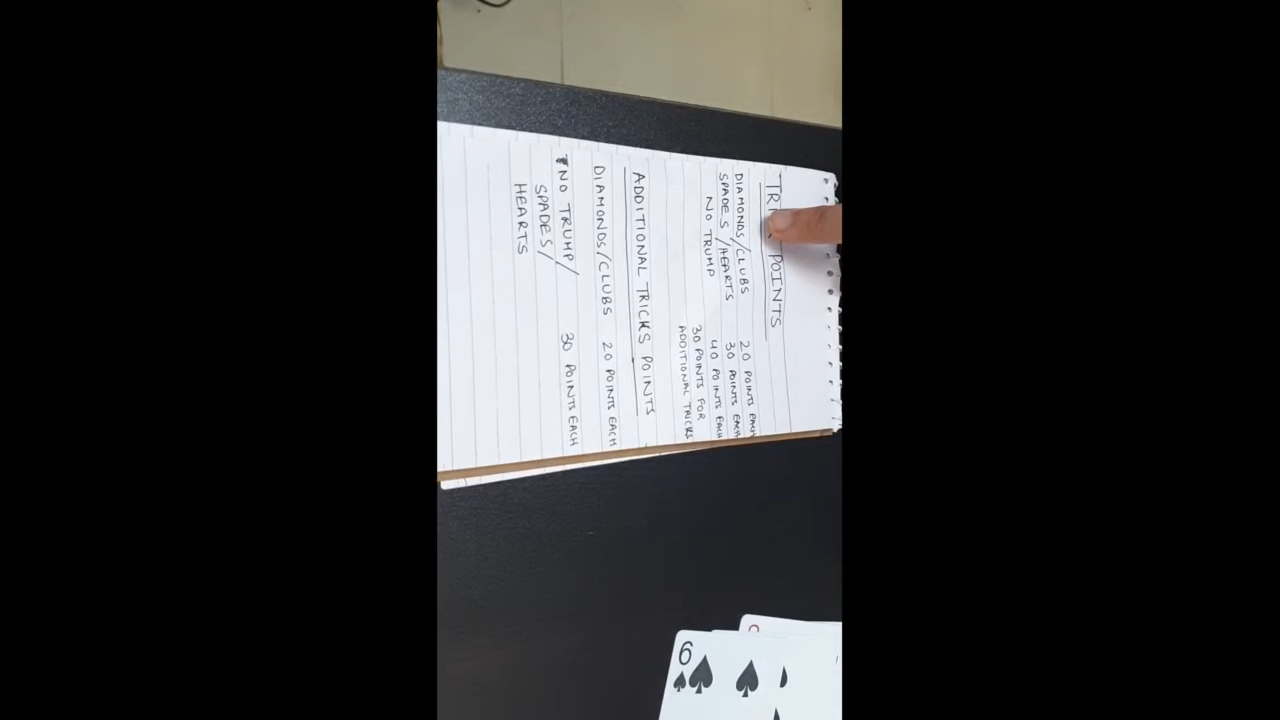 POINTS
DIAMONDS/CLUBS 20 POINTS EACH
SPADES/HEARTS 30 POINTS EACH
NO TRUMP 40 POINTS EACH
30 POINTS FOR
ADDITIONAL TRICKS
ADDITIONAL TRICKS POINTS
DIAMONDS/CLUBS 20 POINTS EACH
NO TRUMP/ 30 POINTS EACH
SPADES/
HEARTS
6